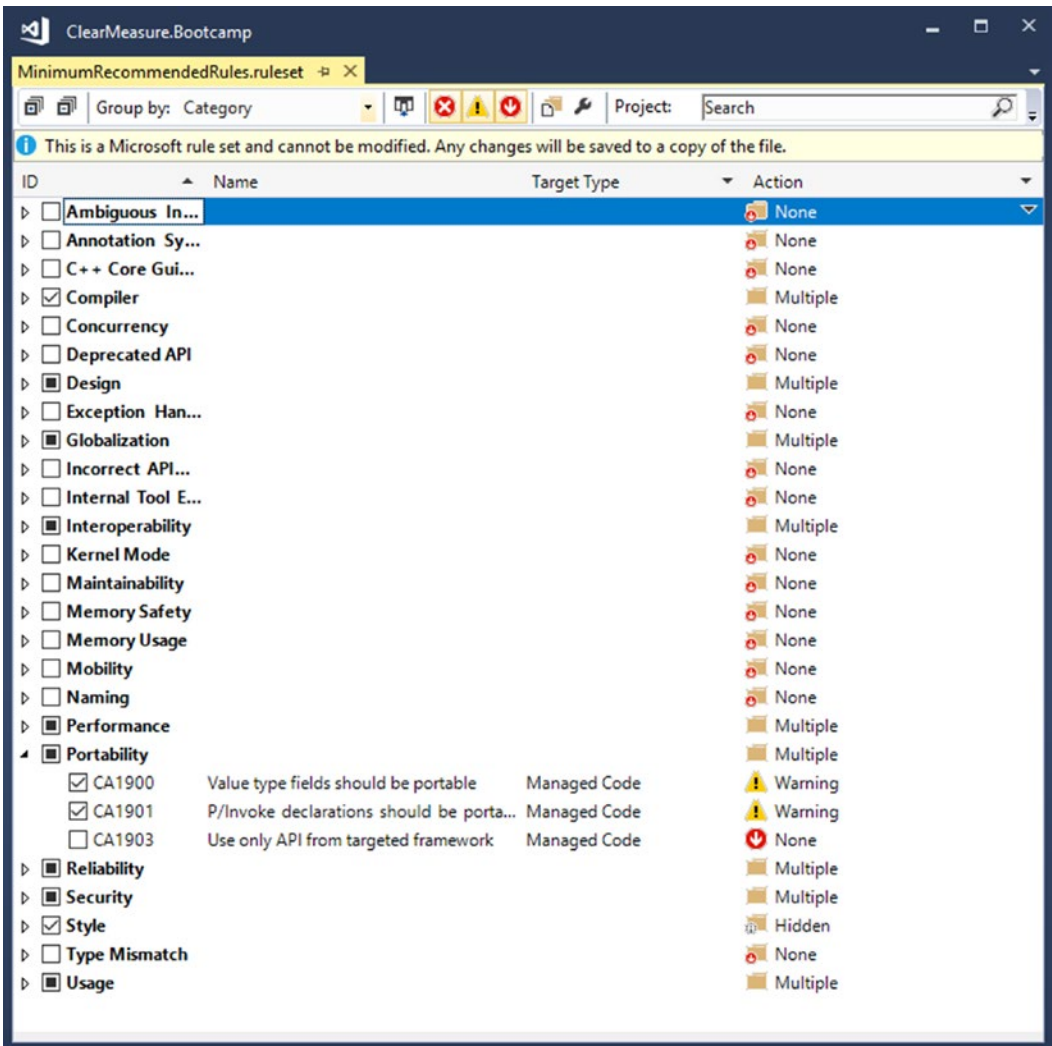 ClearMeasure.Bootcamp
MinimumRecommendedRules.ruleset
Group by: Category Project: Search
This is a Microsoft rule set and cannot be modified. Any changes will be saved to a copy of the file.
ID Name Target Type Action
Ambiguous In... None
Annotation Sy... None
C++ Core Gui... None
Compiler Multiple
Concurrency None
Deprecated API None
Design Multiple
Exception Han... None
Globalization Multiple
Incorrect API... None
Internal Tool E... None
Interoperability Multiple
Kernel Mode None
Maintainability None
Memory Safety None
Memory Usage None
Mobility None
Naming None
Performance Multiple
Portability Multiple
CA1900 Value type fields should be portable Managed Code Warning
CA1901 P/Invoke declarations should be porta... Managed Code Warning
CA1903 Use only API from targeted framework Managed Code None
Reliability Multiple
Security Multiple
Style Hidden
Type Mismatch None
Usage Multiple